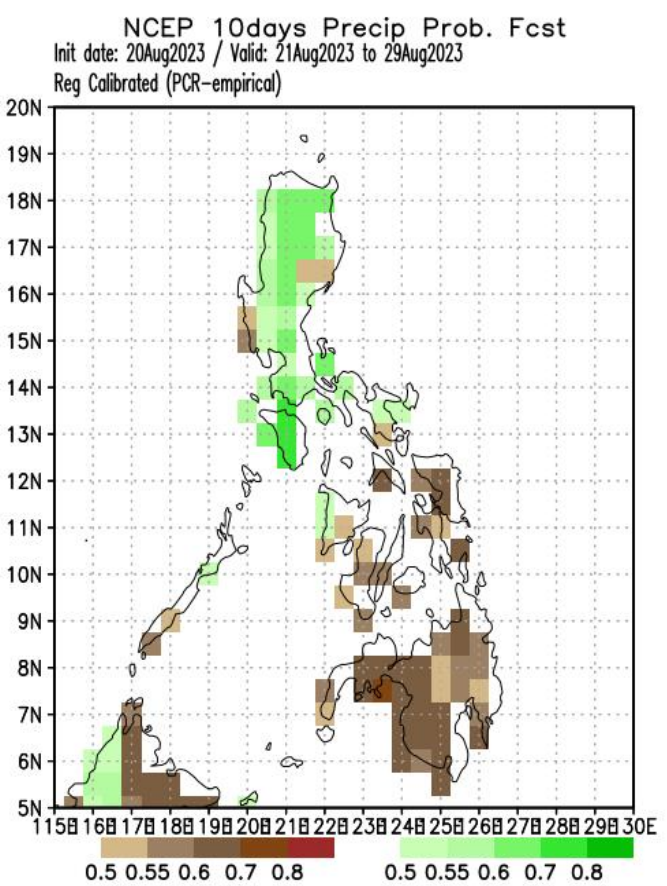 NCEP 10days Precip Prob. Fcst
Init date: 20Aug2023 / Valid: 21Aug2023 to 29Aug2023
Reg Calibrated (PCR-empirical)
20N
19N
18N
17N
16N
15N
14N
13N
12N
11N
10N
9N
8N
7N
6N
5N
115E 116E 117E 118E 119E 120E 121E 122E 123E 124E 125E 126E 127E 128E 129E 130E
0.5 0.55 0.6 0.7 0.8 0.5 0.55 0.6 0.7 0.8